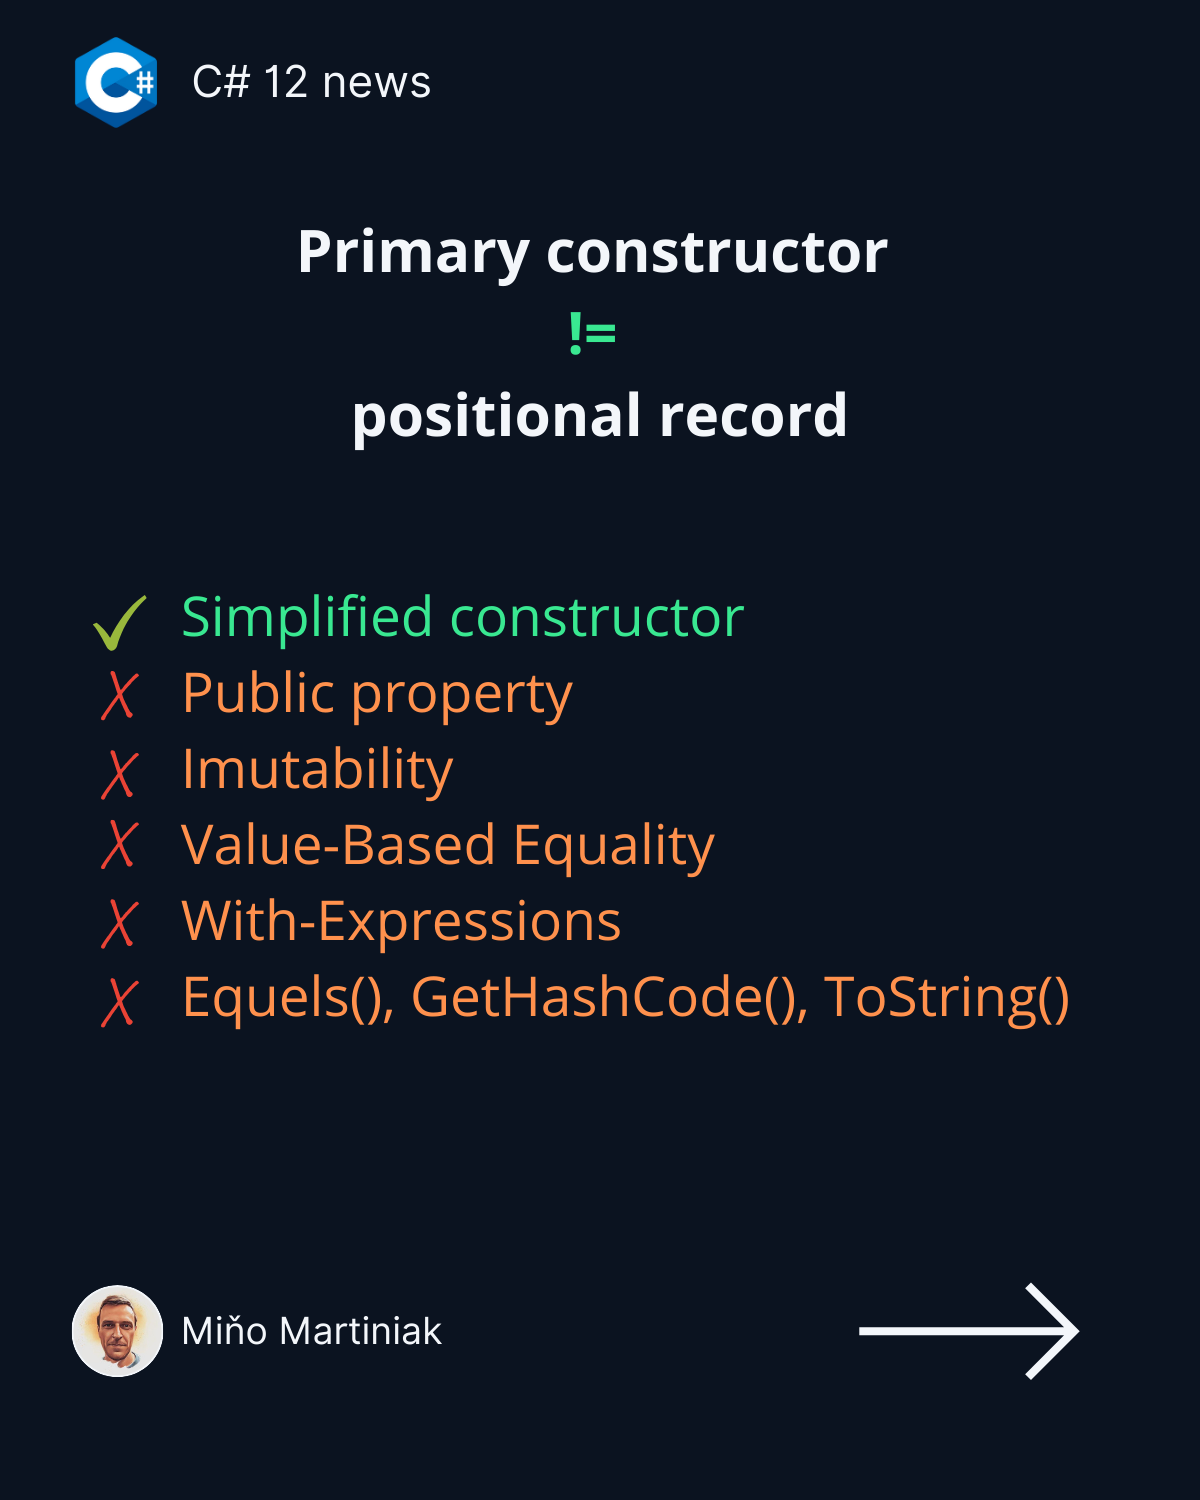 C# 12 news
Primary constructor
!=
positional record
Simplified constructor
Public property
Imutability
Value-Based Equality
With-Expressions
Equels(), GetHashCode(), ToString()
Miňo Martiniak